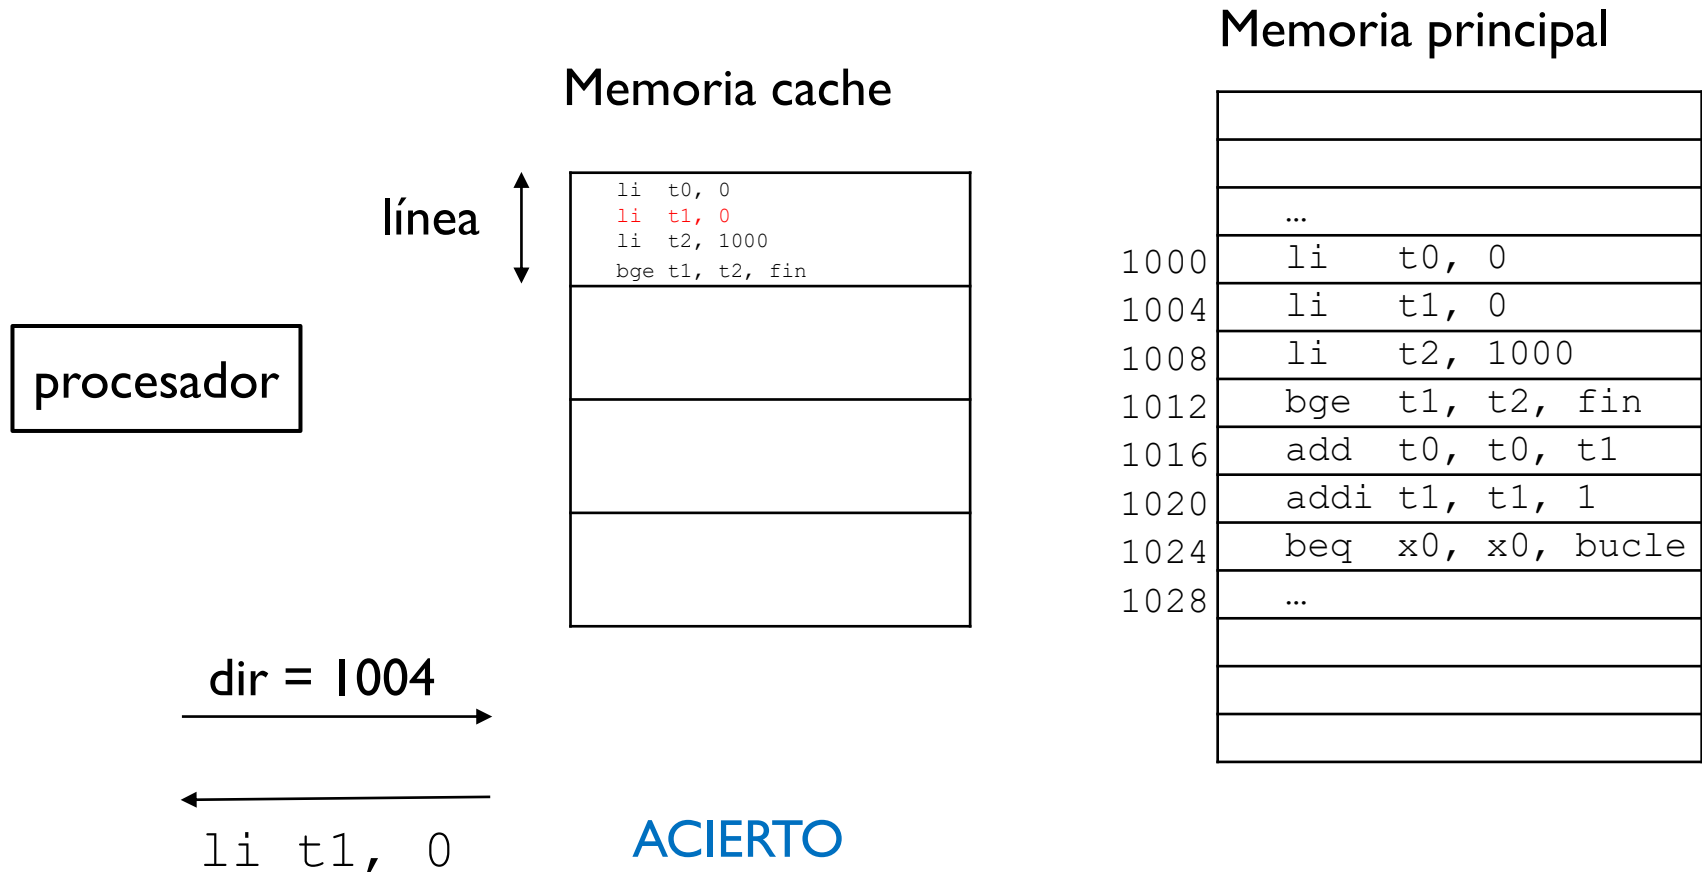 Memoria principal
Memoria cache
línea
li t0, 0
li t1, 0
li t2, 1000
bge t1, t2, fin
procesador
…
1000 li t0, 0
1004 li t1, 0
1008 li t2, 1000
1012 bge t1, t2, fin
1016 add t0, t0, t1
1020 addi t1, t1, 1
1024 beq x0, x0, bucle
1028 …
dir = 1004
li t1, 0
ACIERTO